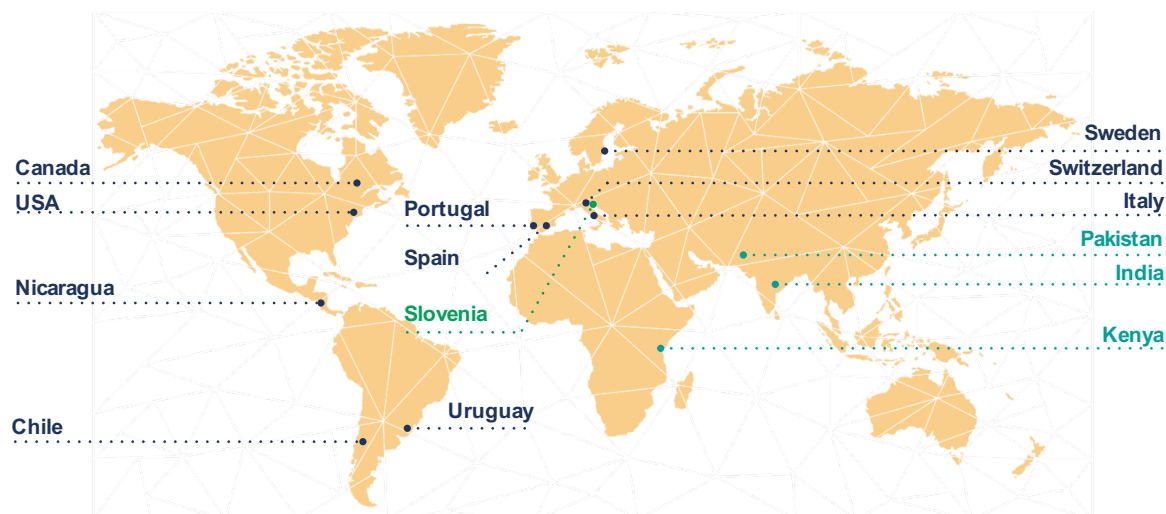 Canada
USA
Nicaragua
Chile
Portugal
Spain
Slovenia
Uruguay
Sweden
Switzerland
Italy
Pakistan
India
Kenya